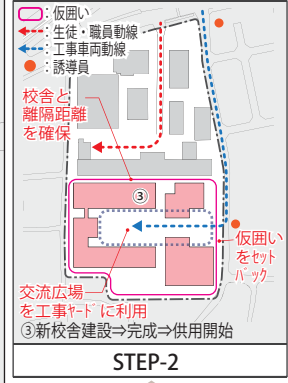 ：仮囲い
：生徒・職員動線
：工事車両動線
：誘導員
校舎と
離隔距離
を確保
③
仮囲い
をセット
バック
交流広場
を工事ヤードに利用
③新校舎建設⇒完成⇒供用開始
STEP-2